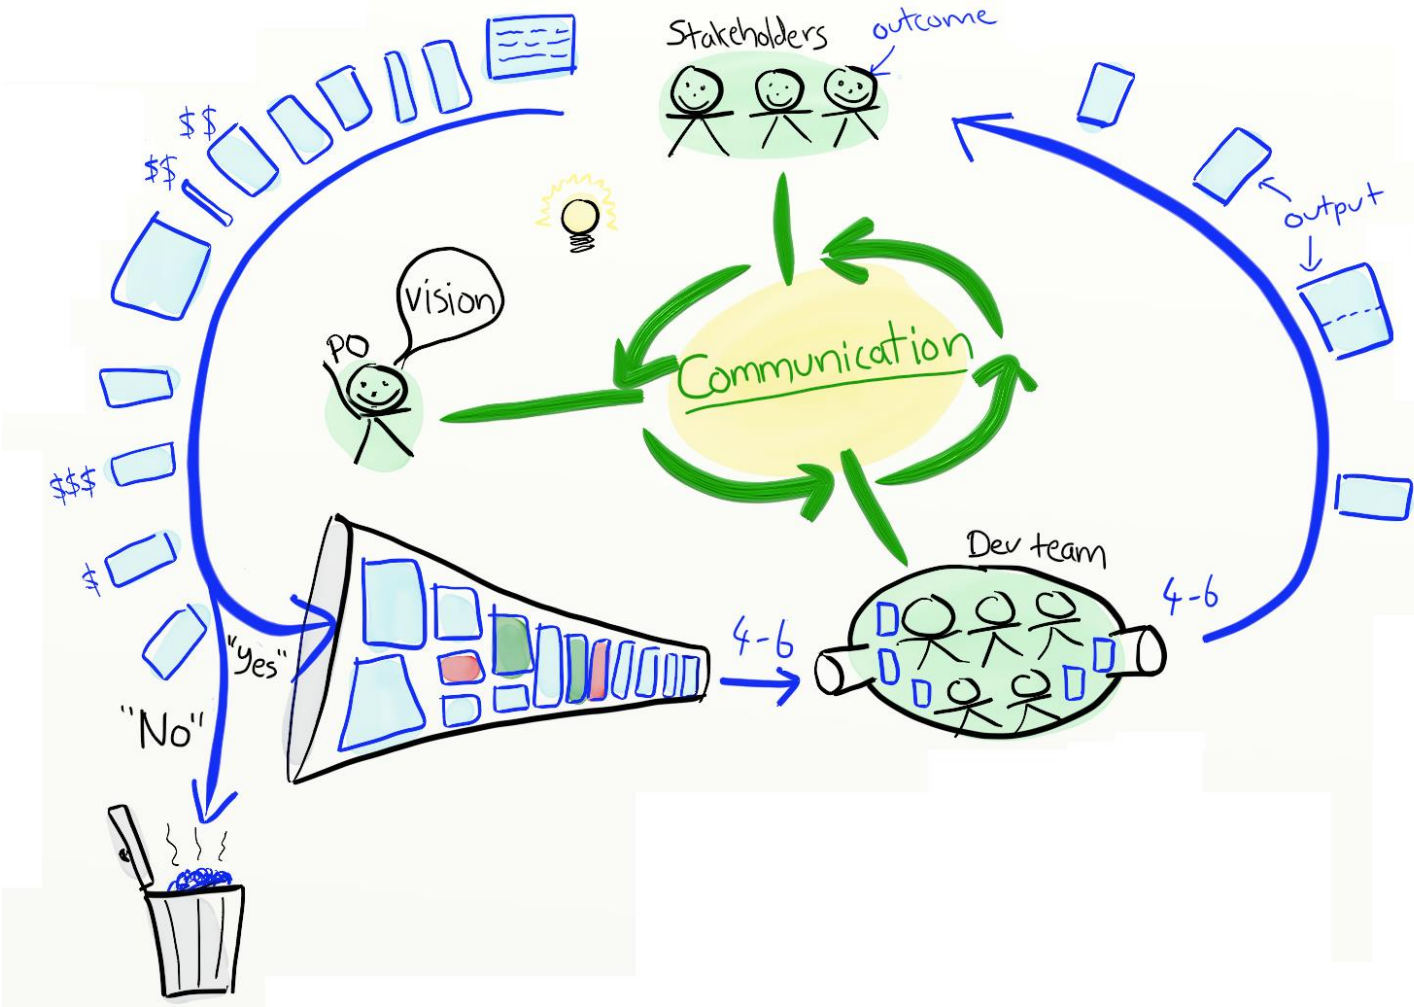 Stakeholders
outcome
$$
$$
output
vision
PO
Communication
$$$
$
Dev team
4-6
4-6
"Yes"
"No"